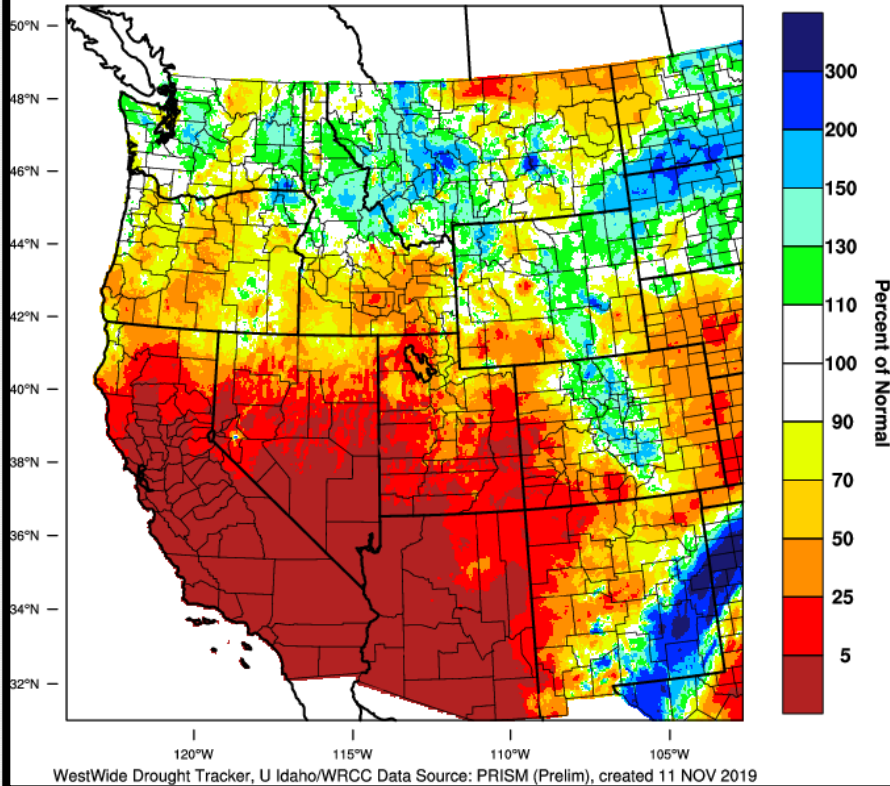 50°N
48°N
46°N
44°N
42°N
40°N
38°N
36°N
34°N
32°N
120°W 115°W 110°W 105°W
300
200
150
130
110
100
90
70
50
25
5
Percent of Normal
WestWide Drought Tracker, U Idaho/WRCC Data Source: PRISM (Prelim), created 11 NOV 2019